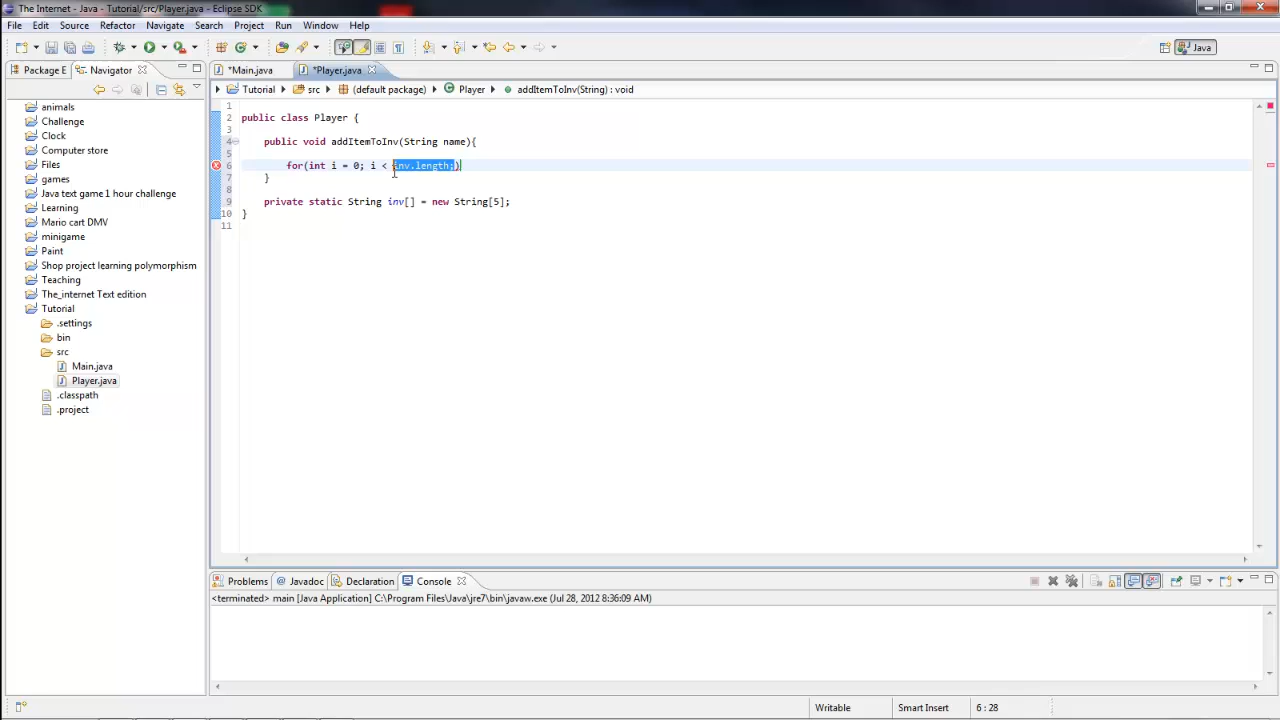 The Internet - Java - Tutorial/src/Player.java - Eclipse SDK
File Edit Source Refactor Navigate Search Project Run Window Help
Java
Package E Navigator *Main.java *Player.java
Tutorial src (default package) Player addItemToInv(String) : void
animals
Challenge
Clock
Computer store
Files
games
Java text game 1 hour challenge
Learning
Mario cart DMV
minigame
Paint
Shop project learning polymorphism
Teaching
The_internet Text edition
Tutorial
.settings
bin
src
Main.java
Player.java
.classpath
.project
1
2 public class Player {
3
4 public void addItemToInv(String name){
5
6 for(int i = 0; i < inv.length;)
7 }
8
9 private static String inv[] = new String[5];
10 }
11
Problems Javadoc Declaration Console
<terminated> main [Java Application] C:\Program Files\Java\jre7\bin\javaw.exe (Jul 28, 2012 8:36:09 AM)
Writable Smart Insert 6 : 28